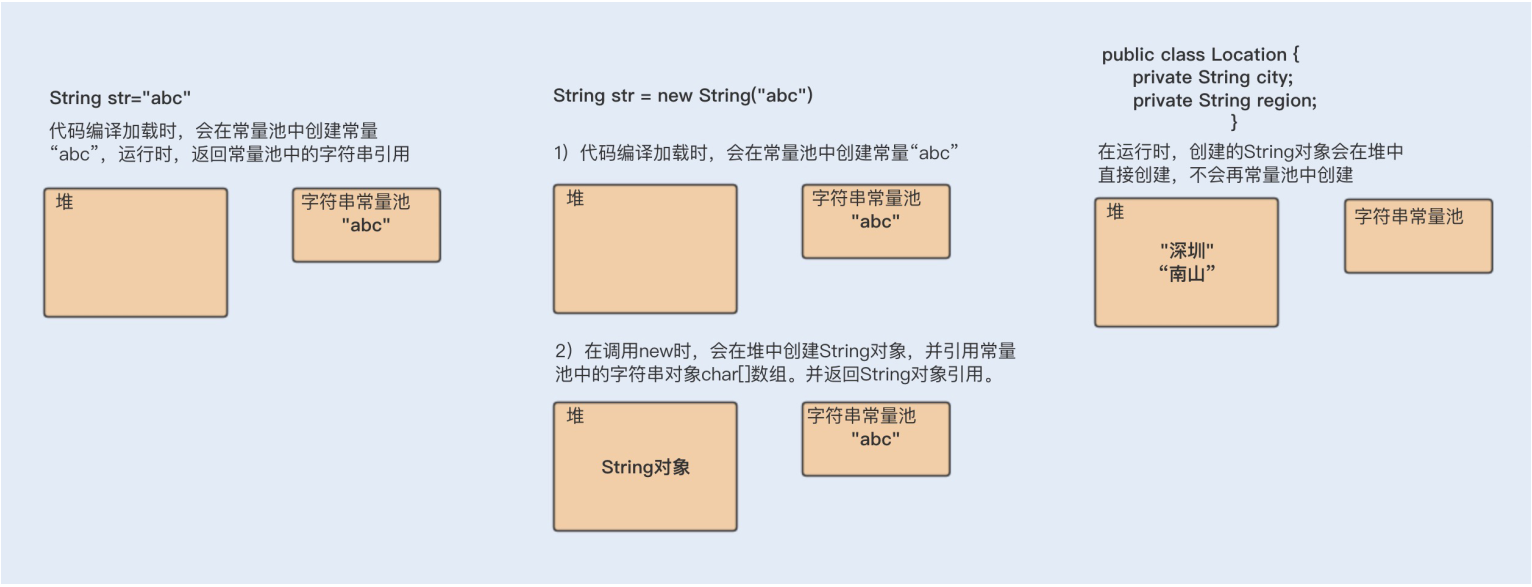 String str="abc"
代码编译加载时，会在常量池中创建常量
“abc”，运行时，返回常量池中的字符串引用
堆
字符串常量池
"abc"
String str = new String("abc")
1）代码编译加载时，会在常量池中创建常量“abc”
堆
字符串常量池
"abc"
2）在调用new时，会在堆中创建String对象，并引用常量
池中的字符串对象char[]数组。并返回String对象引用。
堆
String对象
字符串常量池
"abc"
public class Location {
private String city;
private String region;
}
在运行时，创建的String对象会在堆中
直接创建，不会再常量池中创建
堆
"深圳"
“南山”
字符串常量池